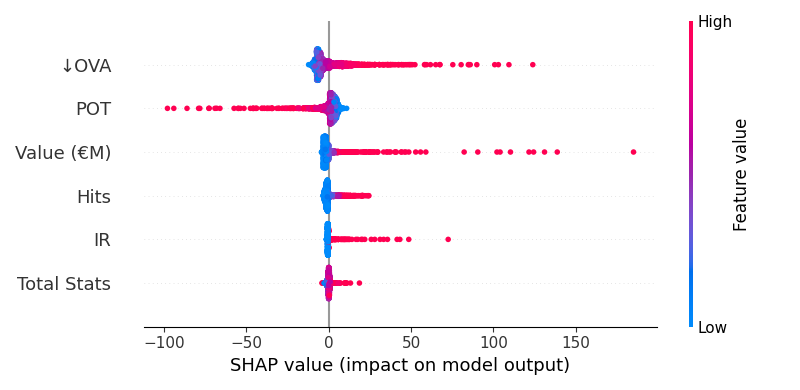 High
↓OVA
POT
Value (€M)
Hits
IR
Total Stats
Feature value
Low
−100 −50 0 50 100 150
SHAP value (impact on model output)